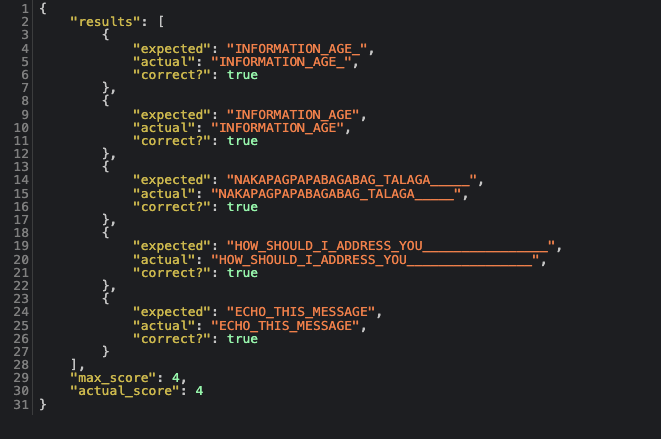 1 {
2 "results": [
3 {
4 "expected": "INFORMATION_AGE_",
5 "actual": "INFORMATION_AGE_",
6 "correct?": true
7 },
8 {
9 "expected": "INFORMATION_AGE",
10 "actual": "INFORMATION_AGE",
11 "correct?": true
12 },
13 {
14 "expected": "NAKAPAGPAPABAGABAG_TALAGA_____",
15 "actual": "NAKAPAGPAPABAGABAG_TALAGA_____",
16 "correct?": true
17 },
18 {
19 "expected": "HOW_SHOULD_I_ADDRESS_YOU________________",
20 "actual": "HOW_SHOULD_I_ADDRESS_YOU________________",
21 "correct?": true
22 },
23 {
24 "expected": "ECHO_THIS_MESSAGE",
25 "actual": "ECHO_THIS_MESSAGE",
26 "correct?": true
27 }
28 ],
29 "max_score": 4,
30 "actual_score": 4
31 }